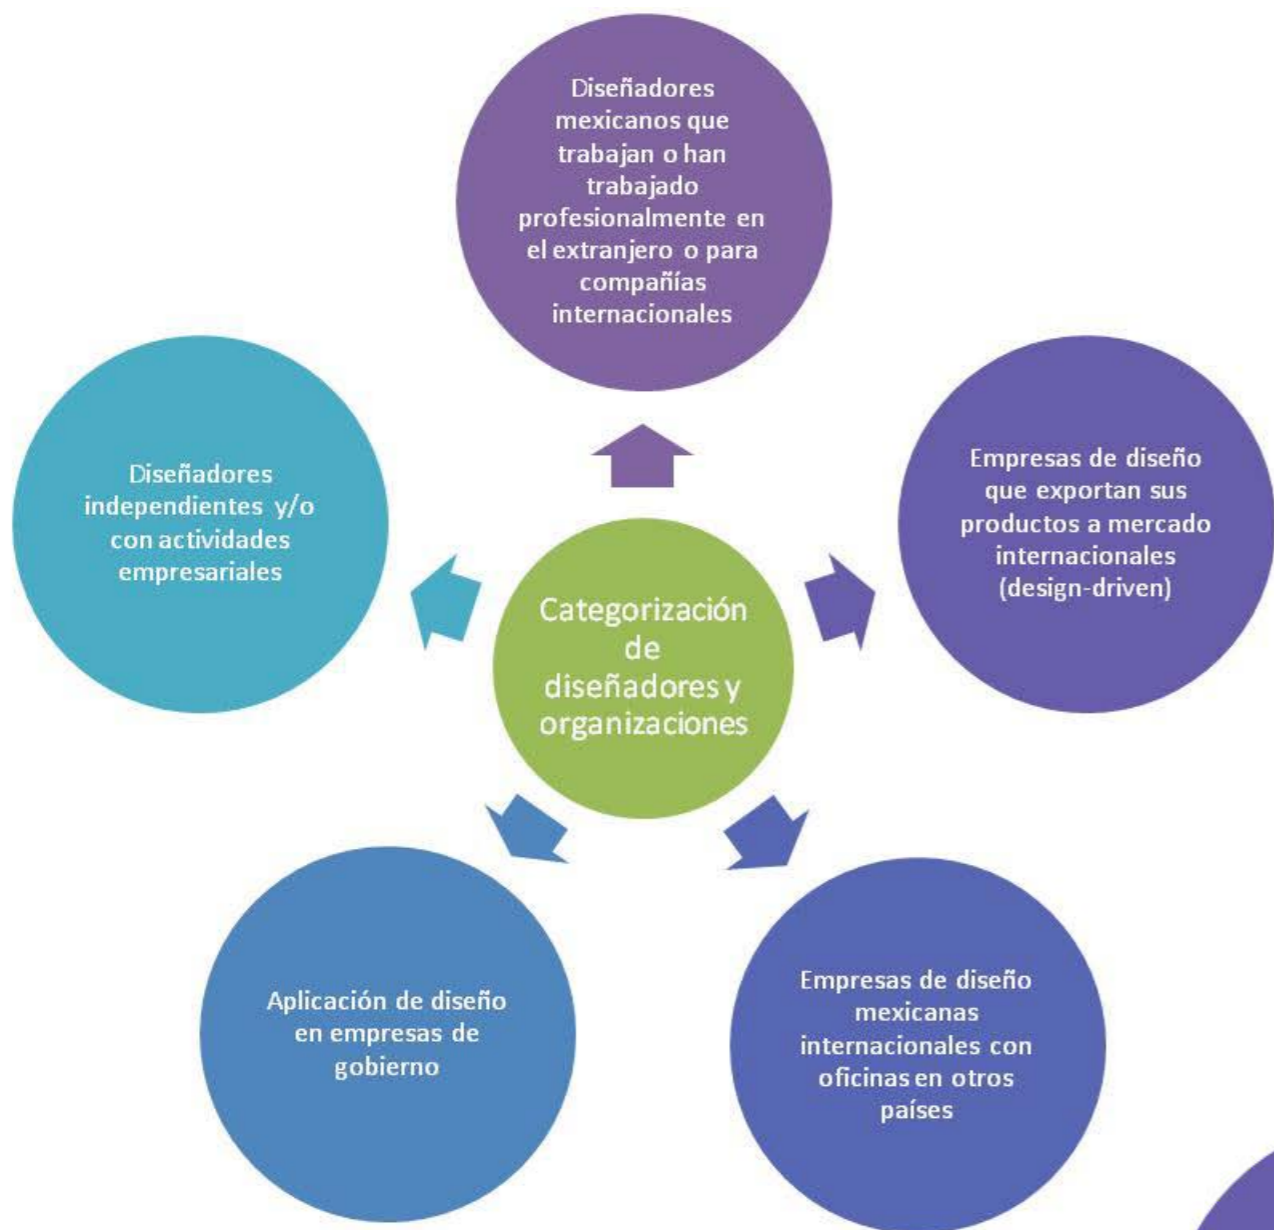 Diseñadores
mexicanos que
trabajan o han
trabajado
profesionalmente en
el extranjero o para
compañías
internacionales
Empresas de diseño
que exportan sus
productos a mercado
internacionales
(design-driven)
Empresas de diseño
mexicanas
internacionales con
oficinas en otros
países
Aplicación de diseño
en empresas de
gobierno
Diseñadores
independientes y/o
con actividades
empresariales
Categorización
de
diseñadores y
organizaciones